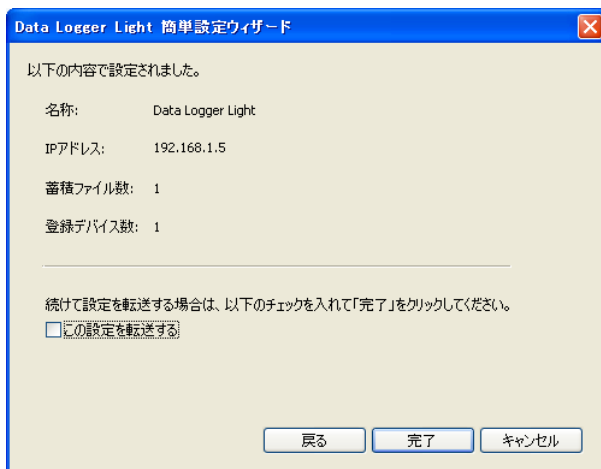 Data Logger Light 簡単設定ウィザード
以下の内容で設定されました。
名称: Data Logger Light
IPアドレス: 192.168.1.5
蓄積ファイル数: 1
登録デバイス数: 1
続けて設定を転送する場合は、以下のチェックを入れて「完了」をクリックしてください。
この設定を転送する
戻る 完了 キャンセル